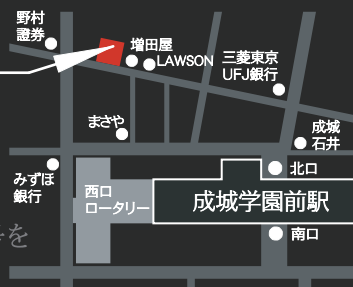 野村
證券
増田屋
LAWSON
三菱東京
UFJ銀行
まさや
成城
石井
みずほ
銀行
西口
ロータリー
北口
成城学園前駅
南口
を